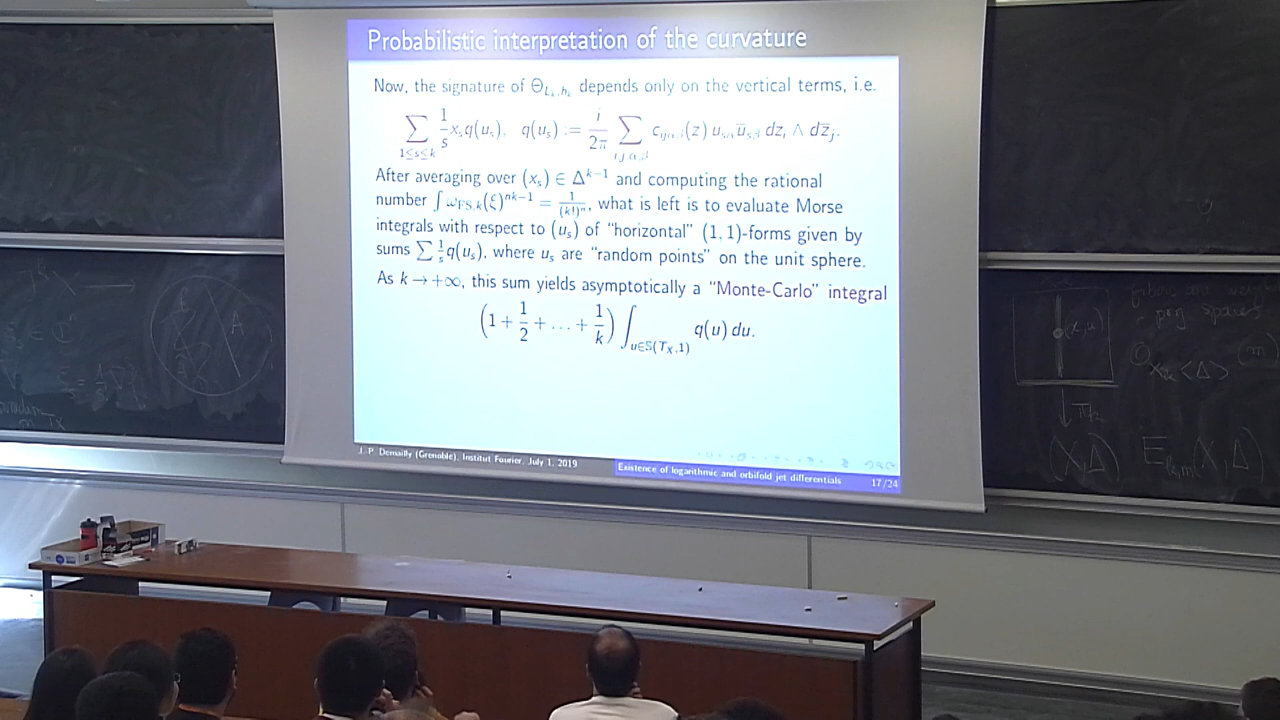 Probabilistic interpretation of the curvature
Now, the signature of Θ_{L_k,h_k} depends only on the vertical terms, i.e.
∑_{1≤s≤k} 1/s x_s q(u_s), q(u_s) := i/2π ∑_{i,j,α,β} c_{ijαβ}(z) u_{sα} ū_{sβ} dz_i ∧ dz̄_j.
After averaging over (x_s) ∈ Δ^{k−1} and computing the rational
number ∫ ω_{FS,k}(ξ)^{nk−1} = 1/(k!)^n, what is left is to evaluate Morse
integrals with respect to (u_s) of "horizontal" (1, 1)-forms given by
sums ∑ 1/s q(u_s), where u_s are "random points" on the unit sphere.
As k → +∞, this sum yields asymptotically a "Monte-Carlo" integral
(1 + 1/2 + … + 1/k) ∫_{u∈S(T_X,1)} q(u) du.
J.-P. Demailly (Grenoble), Institut Fourier, July 1, 2019
Existence of logarithmic and orbifold jet differentials
17/24
A
(x, u)
(m)
π_k
(X, Δ)
(X, Δ)